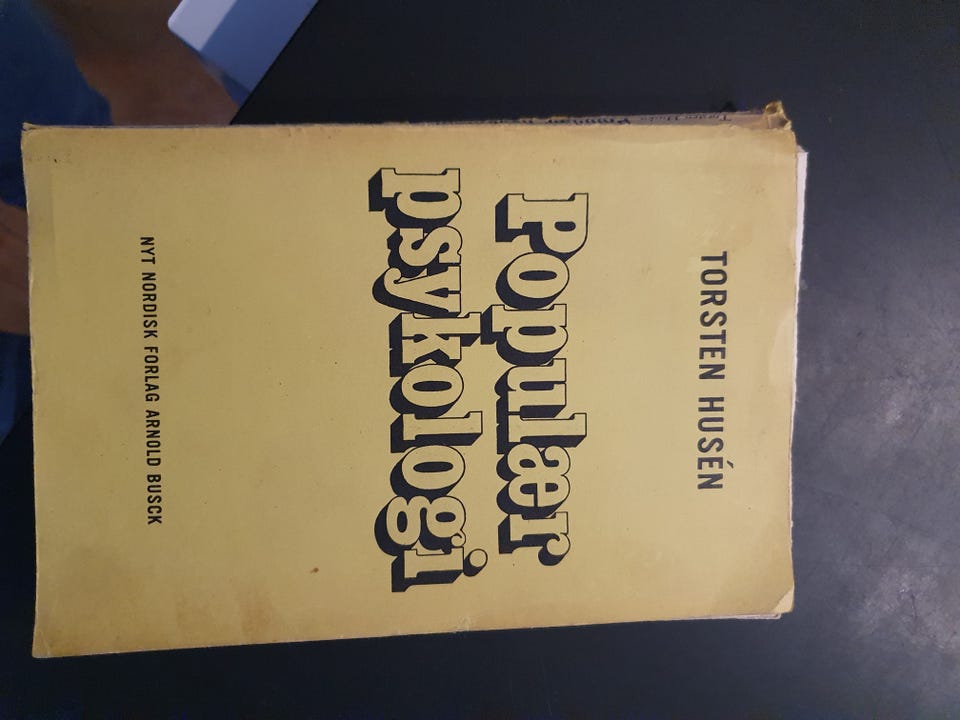 TORSTEN HUSÉN
Populær
psykologi
NYT NORDISK FORLAG ARNOLD BUSCK